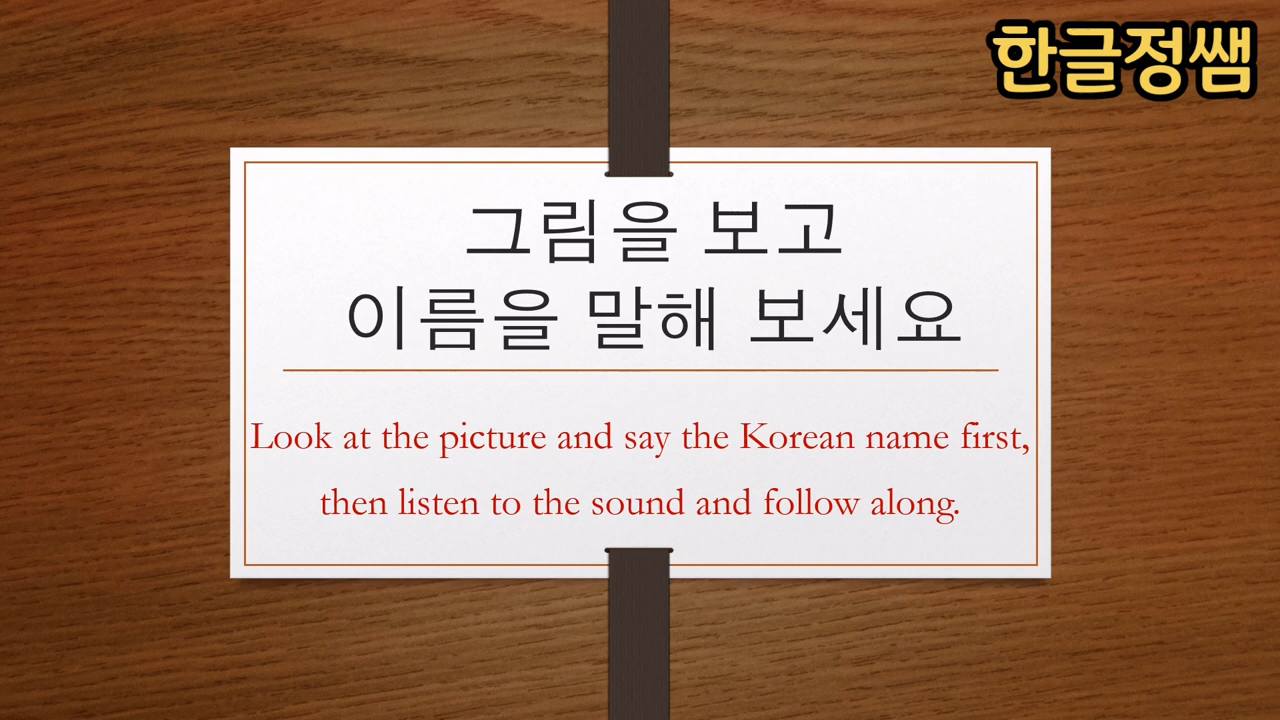 한글정쌤
그림을 보고
이름을 말해 보세요
Look at the picture and say the Korean name first,
then listen to the sound and follow along.